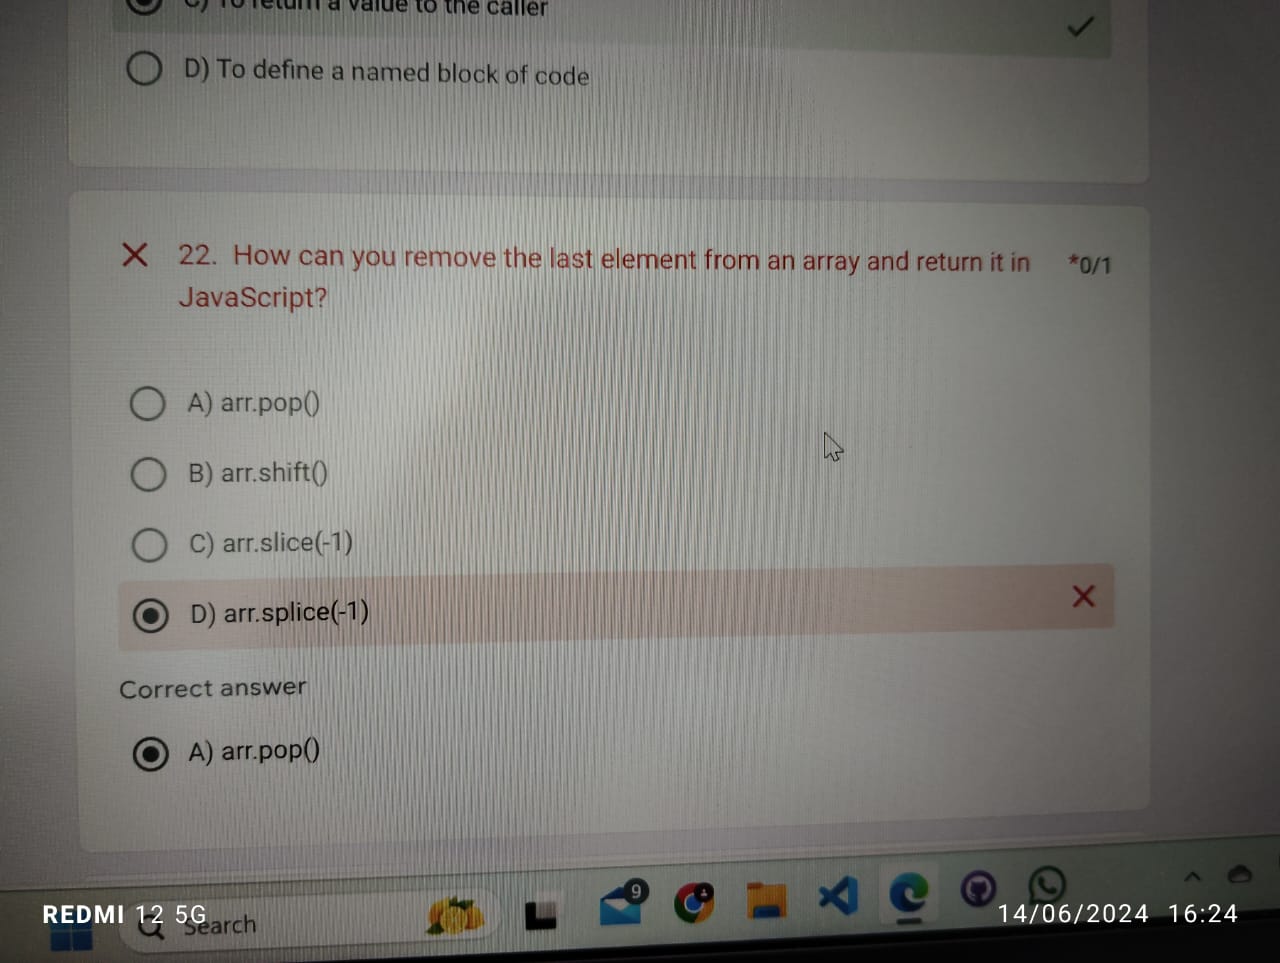 C) To return a value to the caller
D) To define a named block of code
22. How can you remove the last element from an array and return it in *0/1
JavaScript?
A) arr.pop()
B) arr.shift()
C) arr.slice(-1)
D) arr.splice(-1)
Correct answer
A) arr.pop()
9
REDMI 12 5G
Search
14/06/2024 16:24